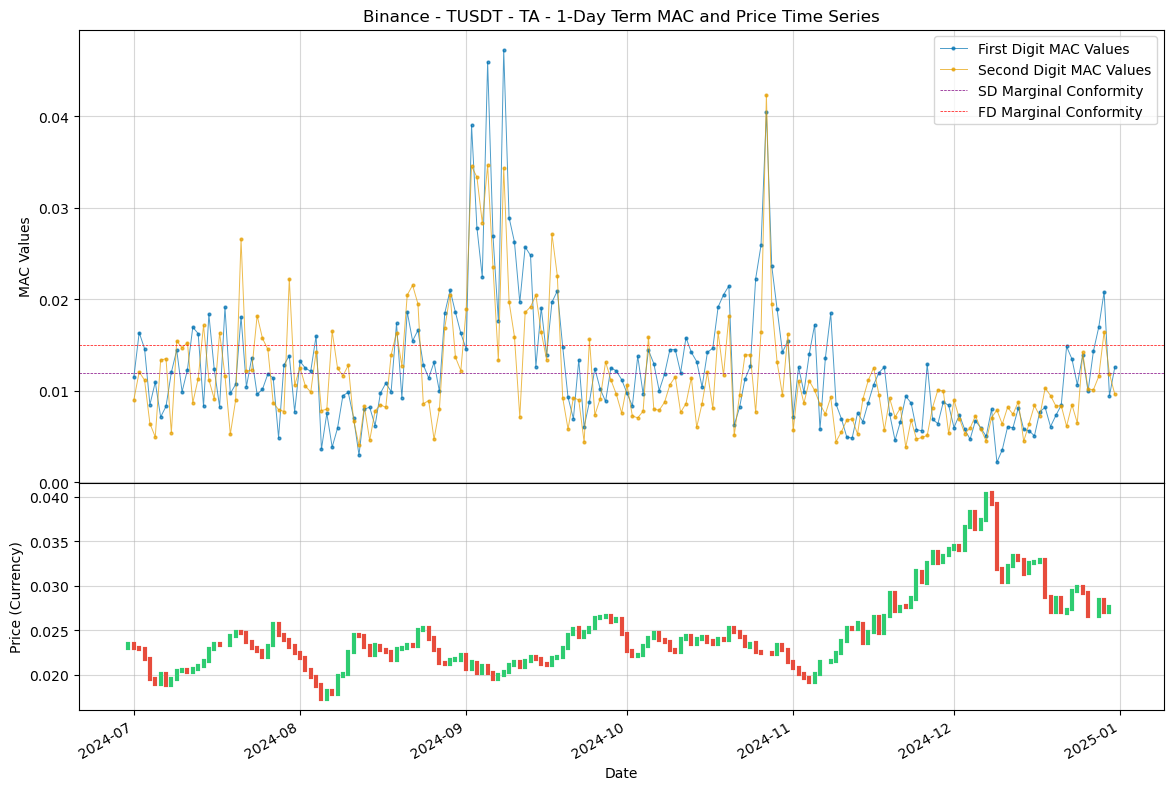 Binance - TUSDT - TA - 1-Day Term MAC and Price Time Series
First Digit MAC Values
Second Digit MAC Values
SD Marginal Conformity
FD Marginal Conformity
MAC Values
0.04
0.03
0.02
0.01
0.00
Price (Currency)
0.040
0.035
0.030
0.025
0.020
2024-07
2024-08
2024-09
2024-10
2024-11
2024-12
2025-01
Date